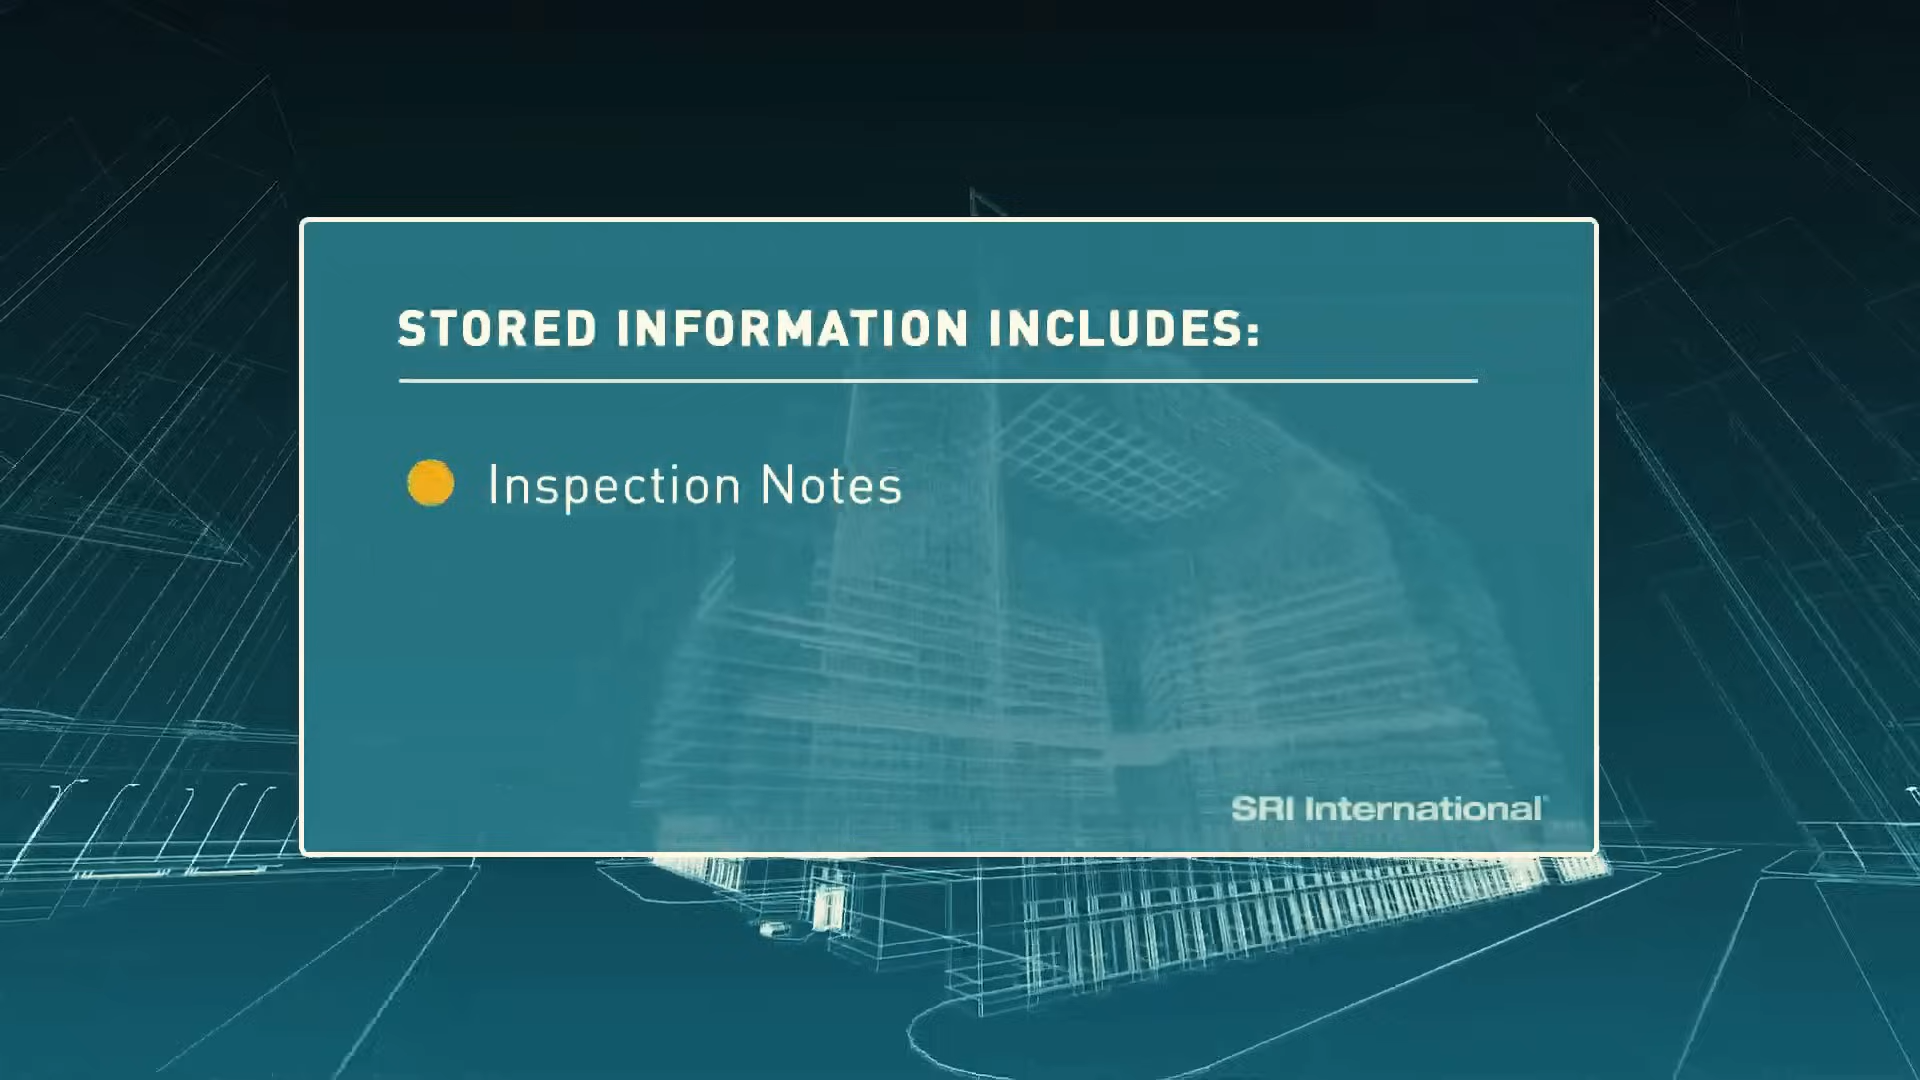 STORED INFORMATION INCLUDES:
Inspection Notes
SRI International